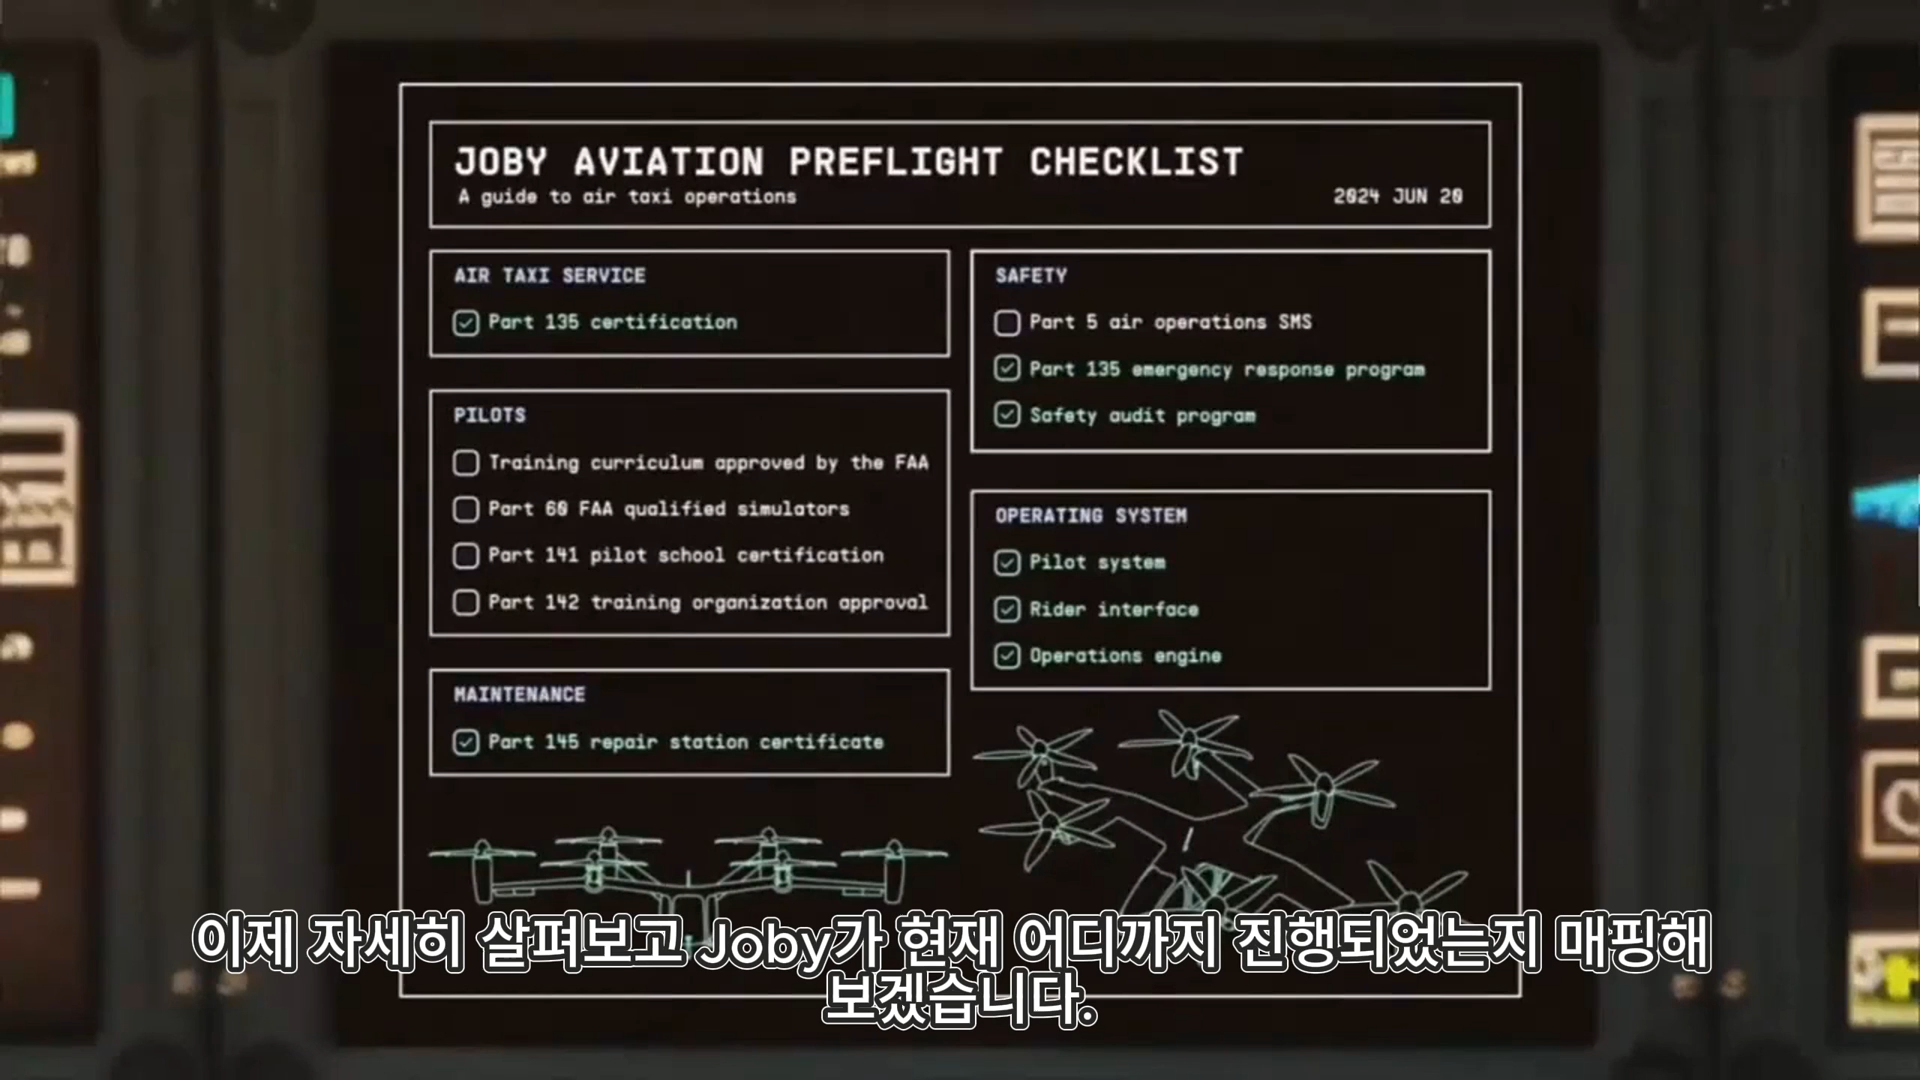 JOBY AVIATION PREFLIGHT CHECKLIST
A guide to air taxi operations
2024 JUN 20
AIR TAXI SERVICE
Part 135 certification
PILOTS
Training curriculum approved by the FAA
Part 60 FAA qualified simulators
Part 141 pilot school certification
Part 142 training organization approval
MAINTENANCE
Part 145 repair station certificate
SAFETY
Part 5 air operations SMS
Part 135 emergency response program
Safety audit program
OPERATING SYSTEM
Pilot system
Rider interface
Operations engine
이제 자세히 살펴보고 Joby가 현재 어디까지 진행되었는지 매핑해
보겠습니다.